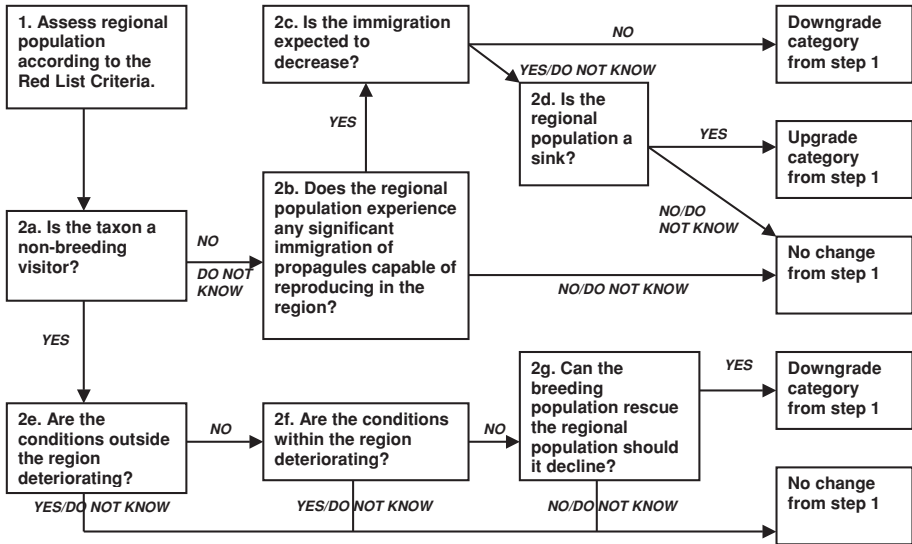 1. Assess regional
population
according to the
Red List Criteria.
2c. Is the immigration
expected to
decrease?
NO
Downgrade
category
from step 1
YES/DO NOT KNOW
2d. Is the
regional
population a
sink?
YES
Upgrade
category
from step 1
YES
NO/DO
NOT KNOW
2a. Is the taxon a
non-breeding
visitor?
NO
DO NOT
KNOW
2b. Does the regional
population experience
any significant
immigration of
propagules capable of
reproducing in the
region?
NO/DO NOT KNOW
No change
from step 1
YES
2e. Are the
conditions outside
the region
deteriorating?
NO
2f. Are the conditions
within the region
deteriorating?
NO
2g. Can the
breeding
population rescue
the regional
population should
it decline?
YES
Downgrade
category
from step 1
YES/DO NOT KNOW
YES/DO NOT KNOW
NO/DO NOT KNOW
No change
from step 1